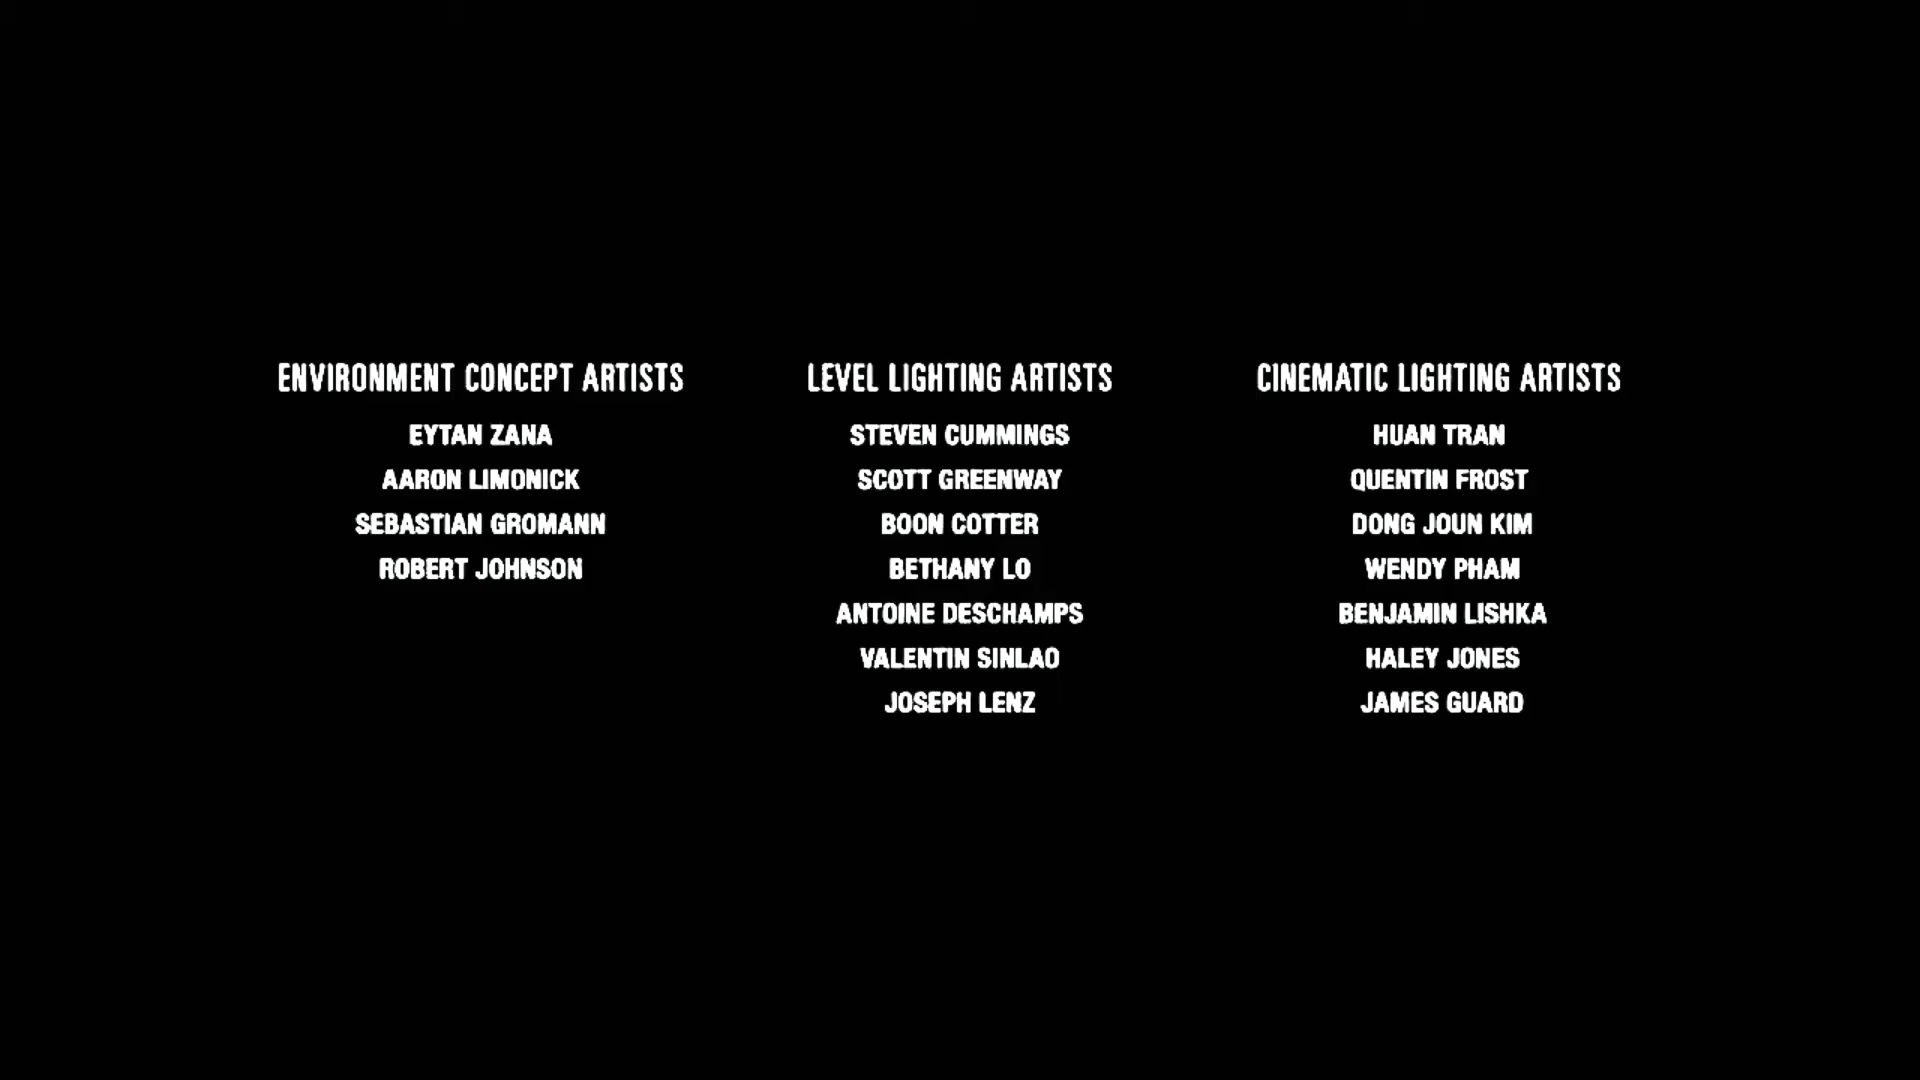 ENVIRONMENT CONCEPT ARTISTS
EYTAN ZANA
AARON LIMONICK
SEBASTIAN GROMANN
ROBERT JOHNSON
LEVEL LIGHTING ARTISTS
STEVEN CUMMINGS
SCOTT GREENWAY
BOON COTTER
BETHANY LO
ANTOINE DESCHAMPS
VALENTIN SINLAO
JOSEPH LENZ
CINEMATIC LIGHTING ARTISTS
HUAN TRAN
QUENTIN FROST
DONG JOUN KIM
WENDY PHAM
BENJAMIN LISHKA
HALEY JONES
JAMES GUARD